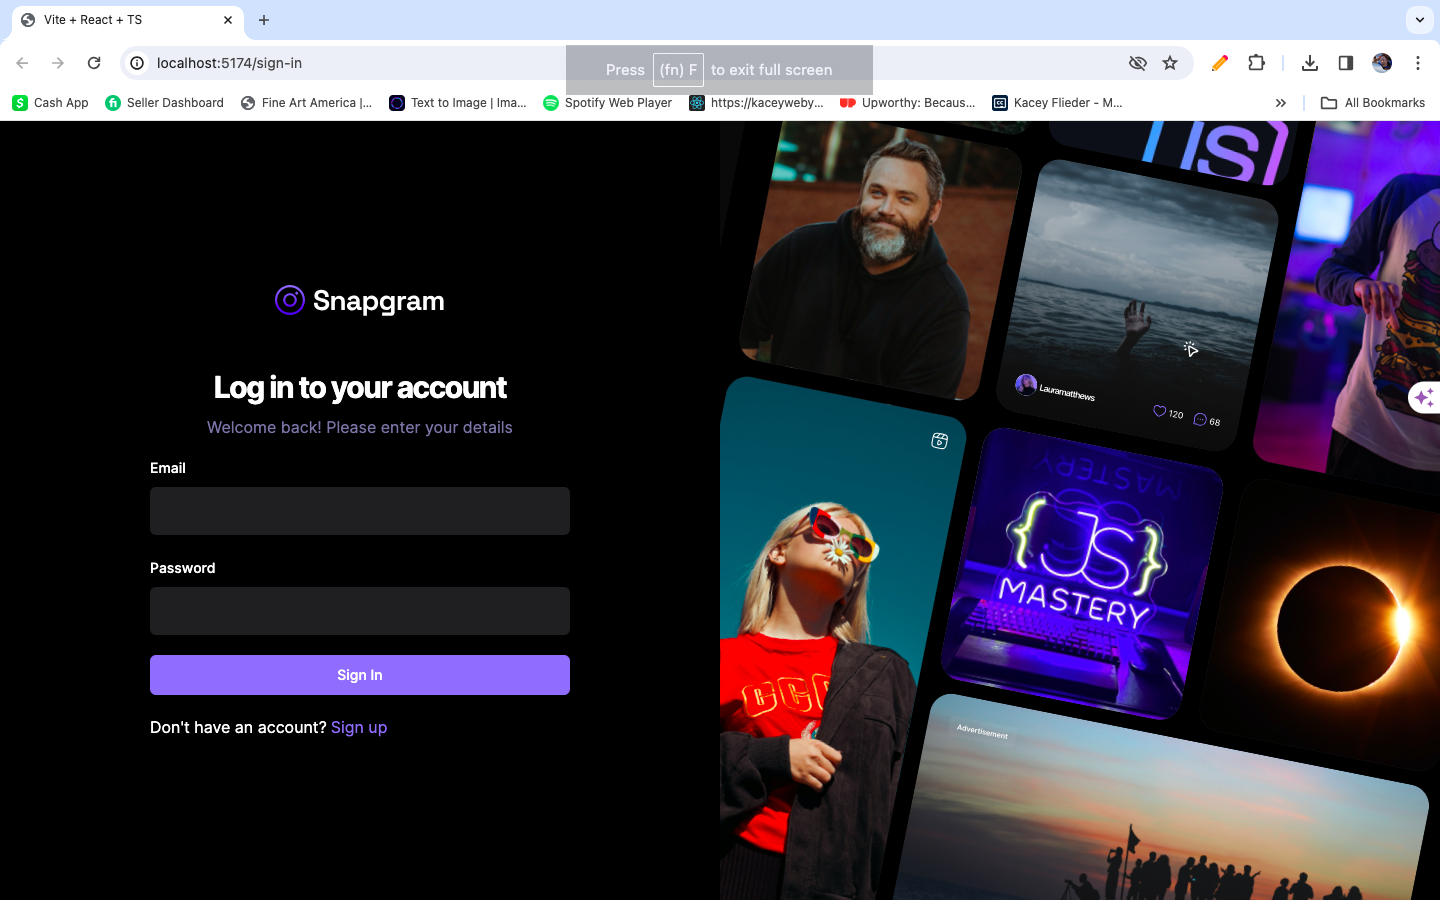 Vite + React + TS
localhost:5174/sign-in
Press (fn) F to exit full screen
Cash App
Seller Dashboard
Fine Art America |...
Text to Image | Ima...
Spotify Web Player
https://kaceyweby...
Upworthy: Becaus...
Kacey Flieder - M...
All Bookmarks
Snapgram
Log in to your account
Welcome back! Please enter your details
Email
Password
Sign In
Don't have an account? Sign up
Lauramatthews
120
68
JS
MASTERY
Advertisement